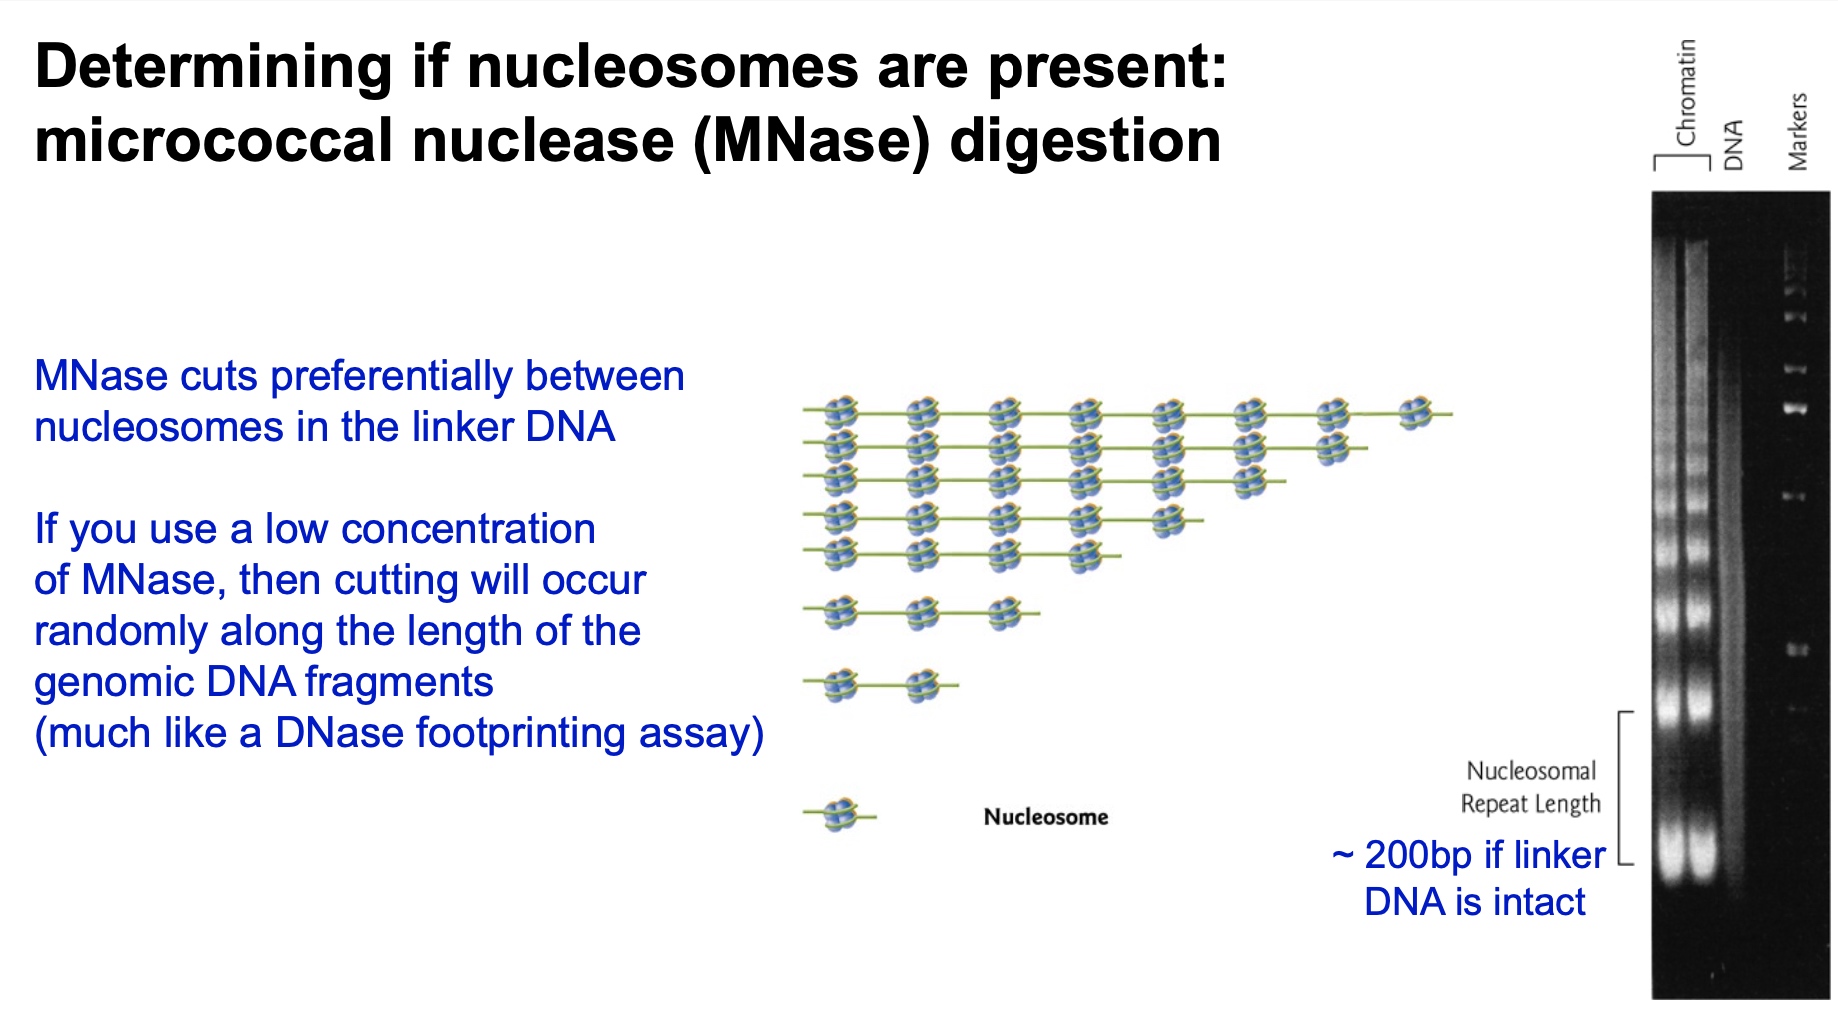 Determining if nucleosomes are present:
micrococcal nuclease (MNase) digestion
MNase cuts preferentially between
nucleosomes in the linker DNA
If you use a low concentration
of MNase, then cutting will occur
randomly along the length of the
genomic DNA fragments
(much like a DNase footprinting assay)
Nucleosome
Chromatin
DNA
Markers
Nucleosomal
Repeat Length
~ 200bp if linker
DNA is intact